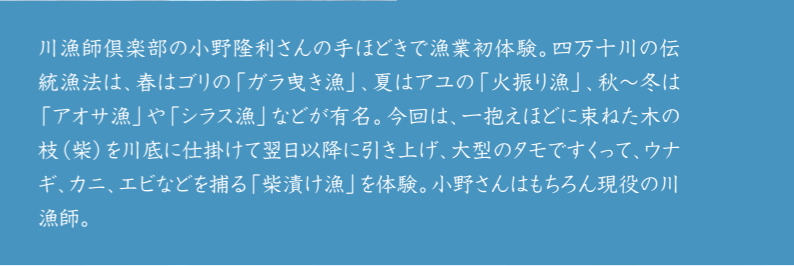 川漁師倶楽部の小野隆利さんの手ほどきで漁業初体験。四万十川の伝
統漁法は、春はゴリの「ガラ曳き漁」、夏はアユの「火振り漁」、秋〜冬は
「アオサ漁」や「シラス漁」などが有名。今回は、一抱えほどに束ねた木の
枝（柴）を川底に仕掛けて翌日以降に引き上げ、大型のタモですくって、ウナ
ギ、カニ、エビなどを捕る「柴漬け漁」を体験。小野さんはもちろん現役の川
漁師。